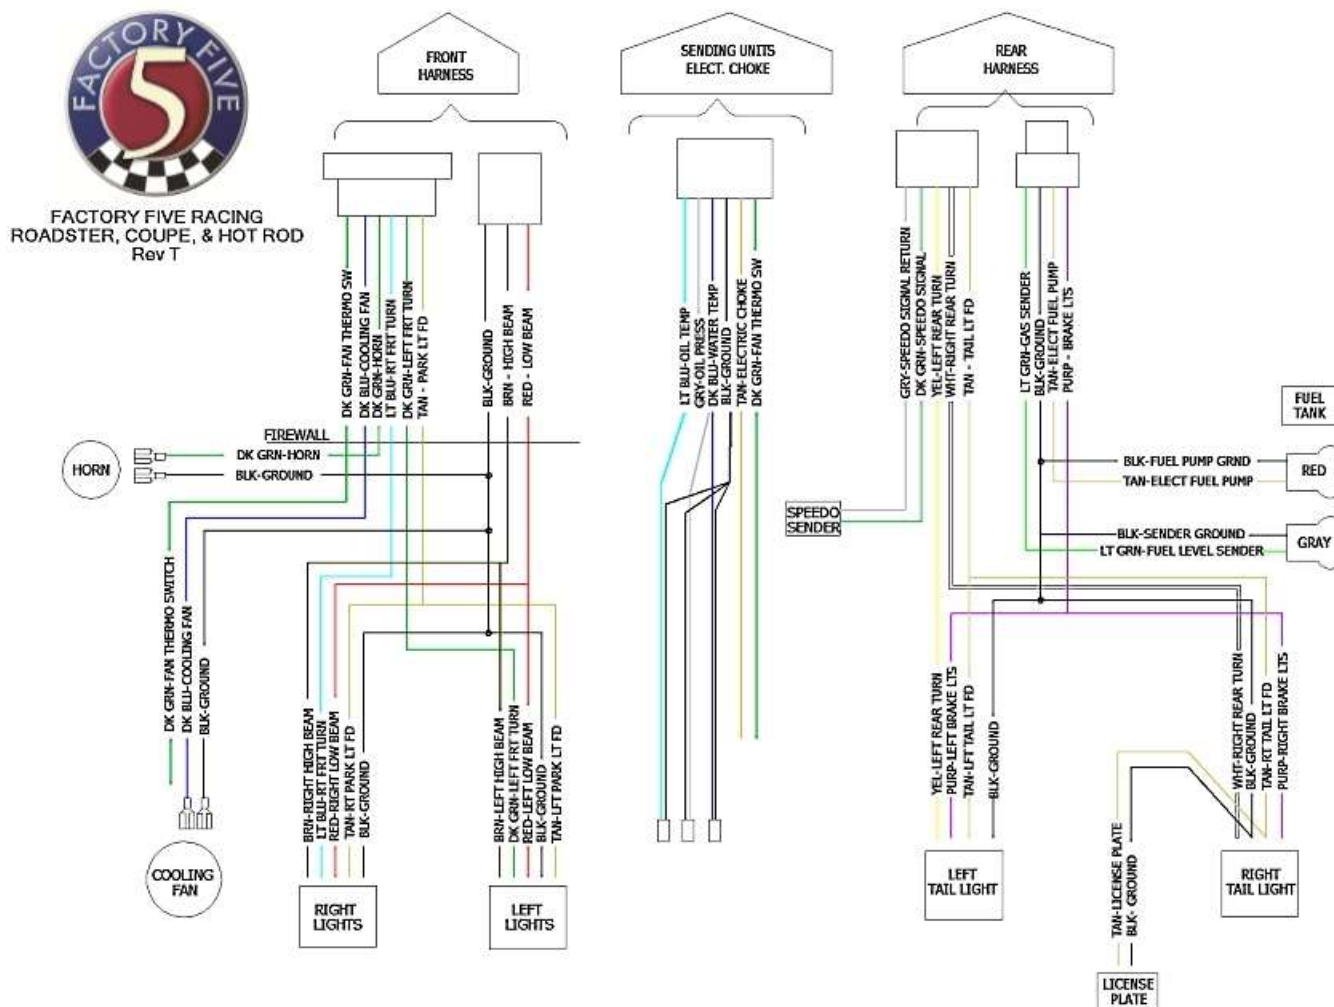 FACTORY FIVE
5
FACTORY FIVE RACING
ROADSTER, COUPE, & HOT ROD
Rev T
FRONT
HARNESS
SENDING UNITS
ELECT. CHOKE
REAR
HARNESS
DK GRN-FAN THERMO SW
DK BLU-COOLING FAN
DK GRN-HORN
LT BLU-RT FRT TURN
DK GRN-LEFT FRT TURN
TAN - PARK LT FD
BLK-GROUND
BRN - HIGH BEAM
RED - LOW BEAM
LT BLU-OIL TEMP
GRY-OIL PRESS
DK BLU-WATER TEMP
BLK-GROUND
TAN-ELECTRIC CHOKE
DK GRN-FAN THERMO SW
GRY-SPEEDO SIGNAL RETURN
DK GRN-SPEEDO SIGNAL
YEL-LEFT REAR TURN
WHT-RIGHT REAR TURN
TAN - TAIL LT FD
LT GRN-GAS SENDER
BLK-GROUND
TAN-ELECT FUEL PUMP
PURP - BRAKE LTS
FUEL
TANK
FIREWALL
HORN
DK GRN-HORN
BLK-GROUND
BLK-FUEL PUMP GRND
TAN-ELECT FUEL PUMP
RED
SPEEDO
SENDER
BLK-SENDER GROUND
LT GRN-FUEL LEVEL SENDER
GRAY
DK GRN-FAN THERMO SWITCH
DK BLU-COOLING FAN
BLK-GROUND
BRN-RIGHT HIGH BEAM
LT BLU-RT FRT TURN
RED-RIGHT LOW BEAM
TAN-RT PARK LT FD
BLK-GROUND
BRN-LEFT HIGH BEAM
DK GRN-LEFT FRT TURN
RED-LEFT LOW BEAM
BLK-GROUND
TAN-LFT PARK LT FD
YEL-LEFT REAR TURN
PURP-LEFT BRAKE LTS
TAN-LFT TAIL LT FD
BLK-GROUND
WHT-RIGHT REAR TURN
BLK-GROUND
TAN-RT TAIL LT FD
PURP-RIGHT BRAKE LTS
COOLING
FAN
RIGHT
LIGHTS
LEFT
LIGHTS
LEFT
TAIL LIGHT
RIGHT
TAIL LIGHT
TAN-LICENSE PLATE
BLK- GROUND
LICENSE
PLATE